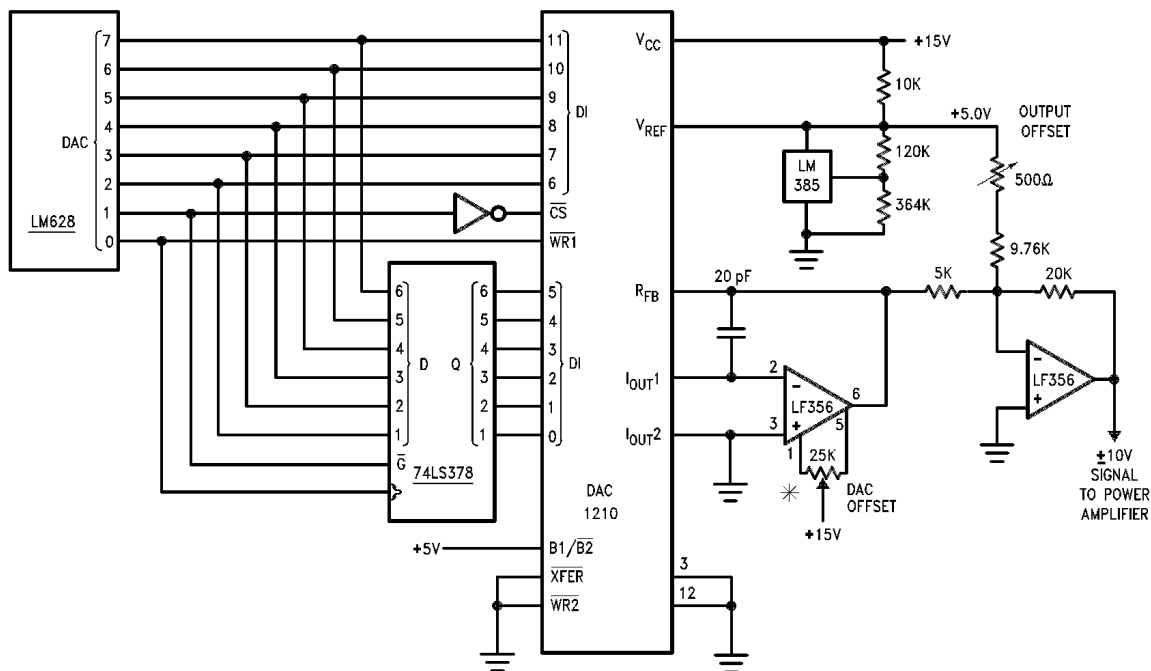 LM628
DAC
7
6
5
4
3
2
1
0
11
10
9
8
7
6
DI
CS
WR1
6
5
4
3
2
1
D
Q
6
5
4
3
2
1
G
74LS378
5
4
3
2
1
0
DI
DAC
1210
+5V
B1/B2
XFER
WR2
VCC
+15V
10K
VREF
+5.0V
OUTPUT
OFFSET
LM
385
120K
364K
500Ω
9.76K
RFB
20 pF
5K
20K
IOUT1
2
-
LF356
6
IOUT2
3
+
1
5
25K
*
DAC
OFFSET
+15V
-
LF356
+
±10V
SIGNAL
TO POWER
AMPLIFIER
3
12